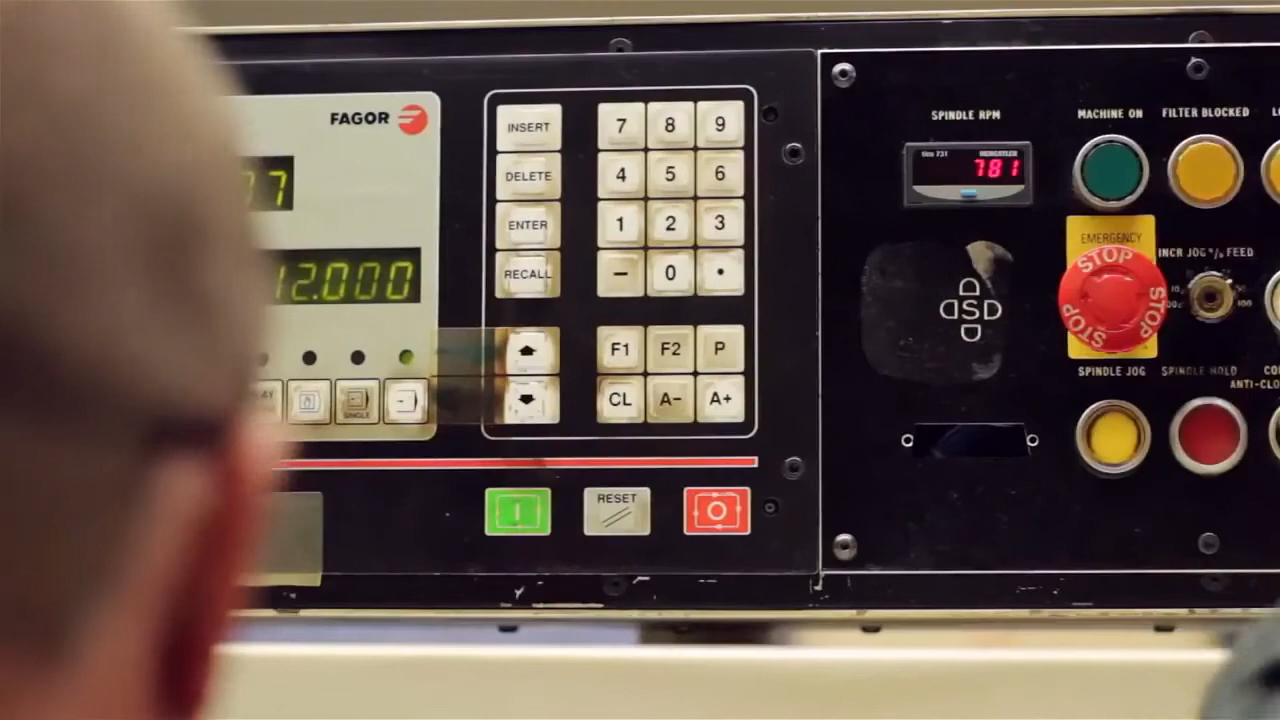 FAGOR
7
12.000
SINGLE
INSERT
DELETE
ENTER
RECALL
7 8 9
4 5 6
1 2 3
- 0 •
F1 F2 P
CL A- A+
RESET
I
O
SPINDLE RPM
781
MACHINE ON
FILTER BLOCKED
EMERGENCY
STOP
STOP
STOP
INCR JOG % FEED
100
DSD
SPINDLE JOG
SPINDLE HOLD